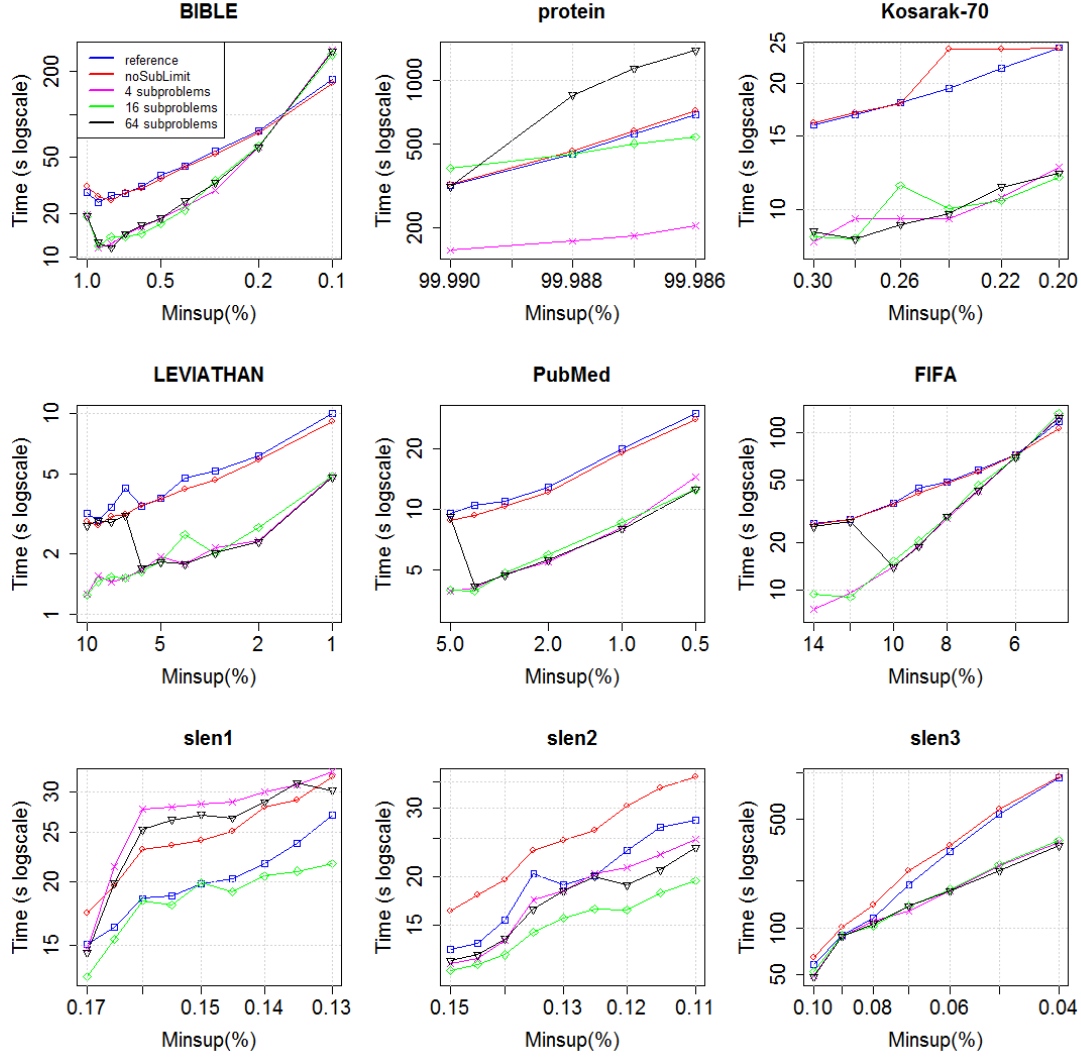 BIBLE
Time (s logscale)
200
50
20
10
reference
noSubLimit
4 subproblems
16 subproblems
64 subproblems
1.0 0.5 0.2 0.1
Minsup(%)
protein
Time (s logscale)
1000
500
200
99.990 99.988 99.986
Minsup(%)
Kosarak-70
Time (s logscale)
25
20
15
10
0.30 0.26 0.22 0.20
Minsup(%)
LEVIATHAN
Time (s logscale)
10
5
2
1
10 5 2 1
Minsup(%)
PubMed
Time (s logscale)
20
10
5
5.0 2.0 1.0 0.5
Minsup(%)
FIFA
Time (s logscale)
100
50
20
10
14 10 8 6
Minsup(%)
slen1
Time (s logscale)
30
25
20
15
0.17 0.15 0.14 0.13
Minsup(%)
slen2
Time (s logscale)
30
20
15
0.15 0.13 0.12 0.11
Minsup(%)
slen3
Time (s logscale)
500
100
50
0.10 0.08 0.06 0.04
Minsup(%)